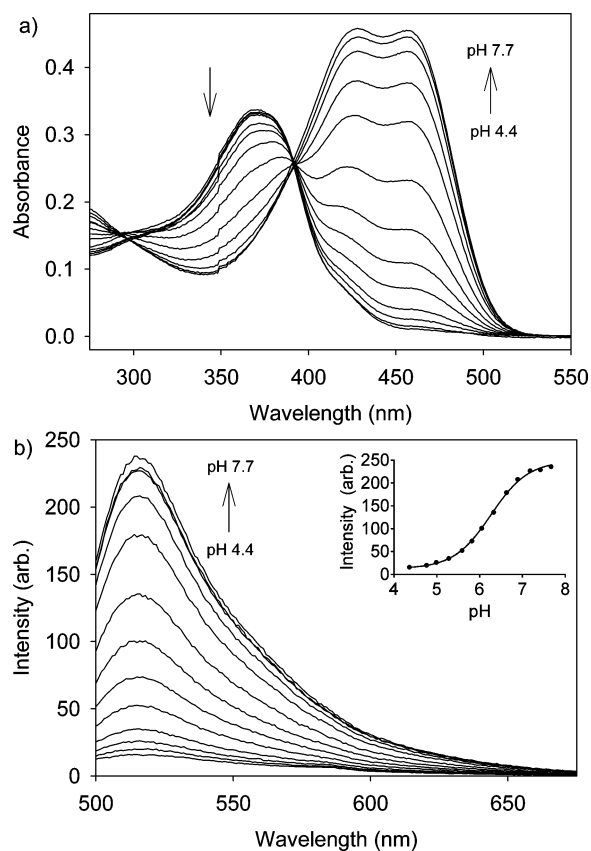 a)
0.4
0.3
0.2
0.1
0.0
Absorbance
pH 7.7
pH 4.4
300 350 400 450 500 550
Wavelength (nm)
b)
250
200
150
100
50
0
Intensity (arb.)
pH 7.7
pH 4.4
250
200
150
100
50
0
Intensity (arb.)
4 5 6 7 8
pH
500 550 600 650
Wavelength (nm)